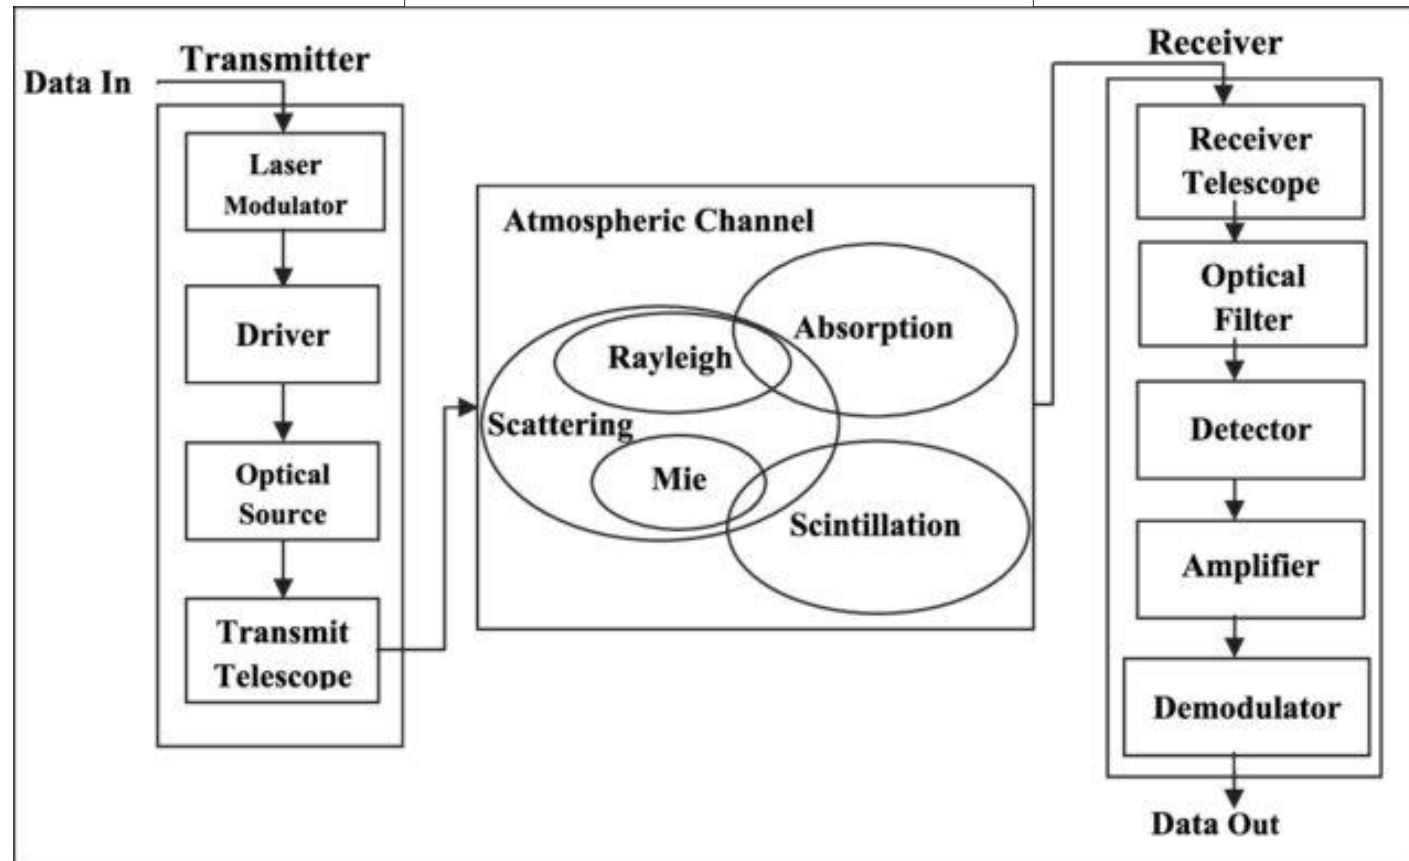 Data In
Transmitter
Laser
Modulator
Driver
Optical
Source
Transmit
Telescope
Atmospheric Channel
Absorption
Rayleigh
Scattering
Mie
Scintillation
Receiver
Receiver
Telescope
Optical
Filter
Detector
Amplifier
Demodulator
Data Out